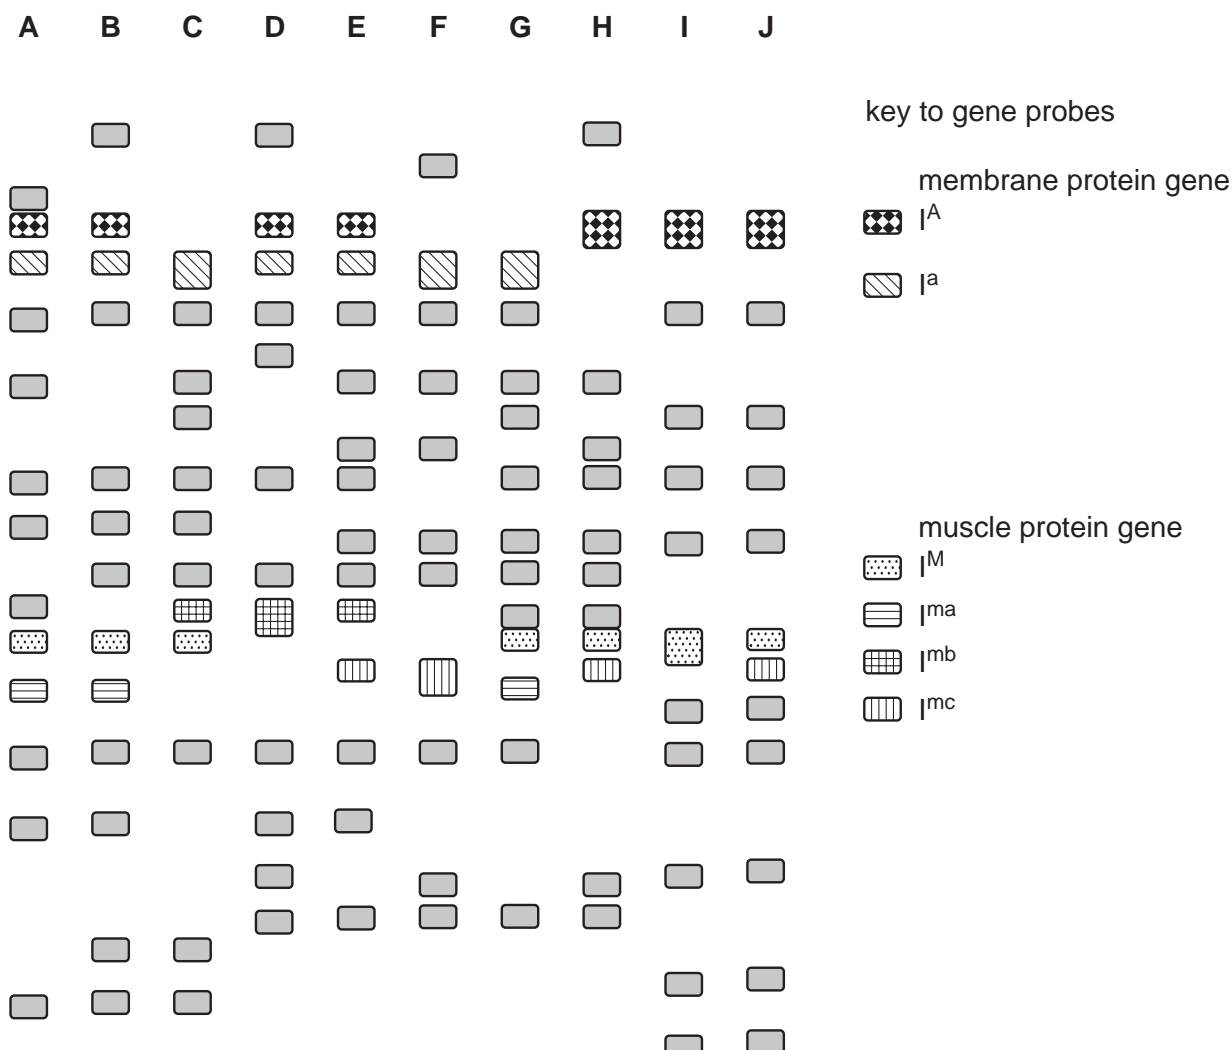 A B C D E F G H I J
key to gene probes
membrane protein gene
I^A
I^a
muscle protein gene
I^M
I^ma
I^mb
I^mc